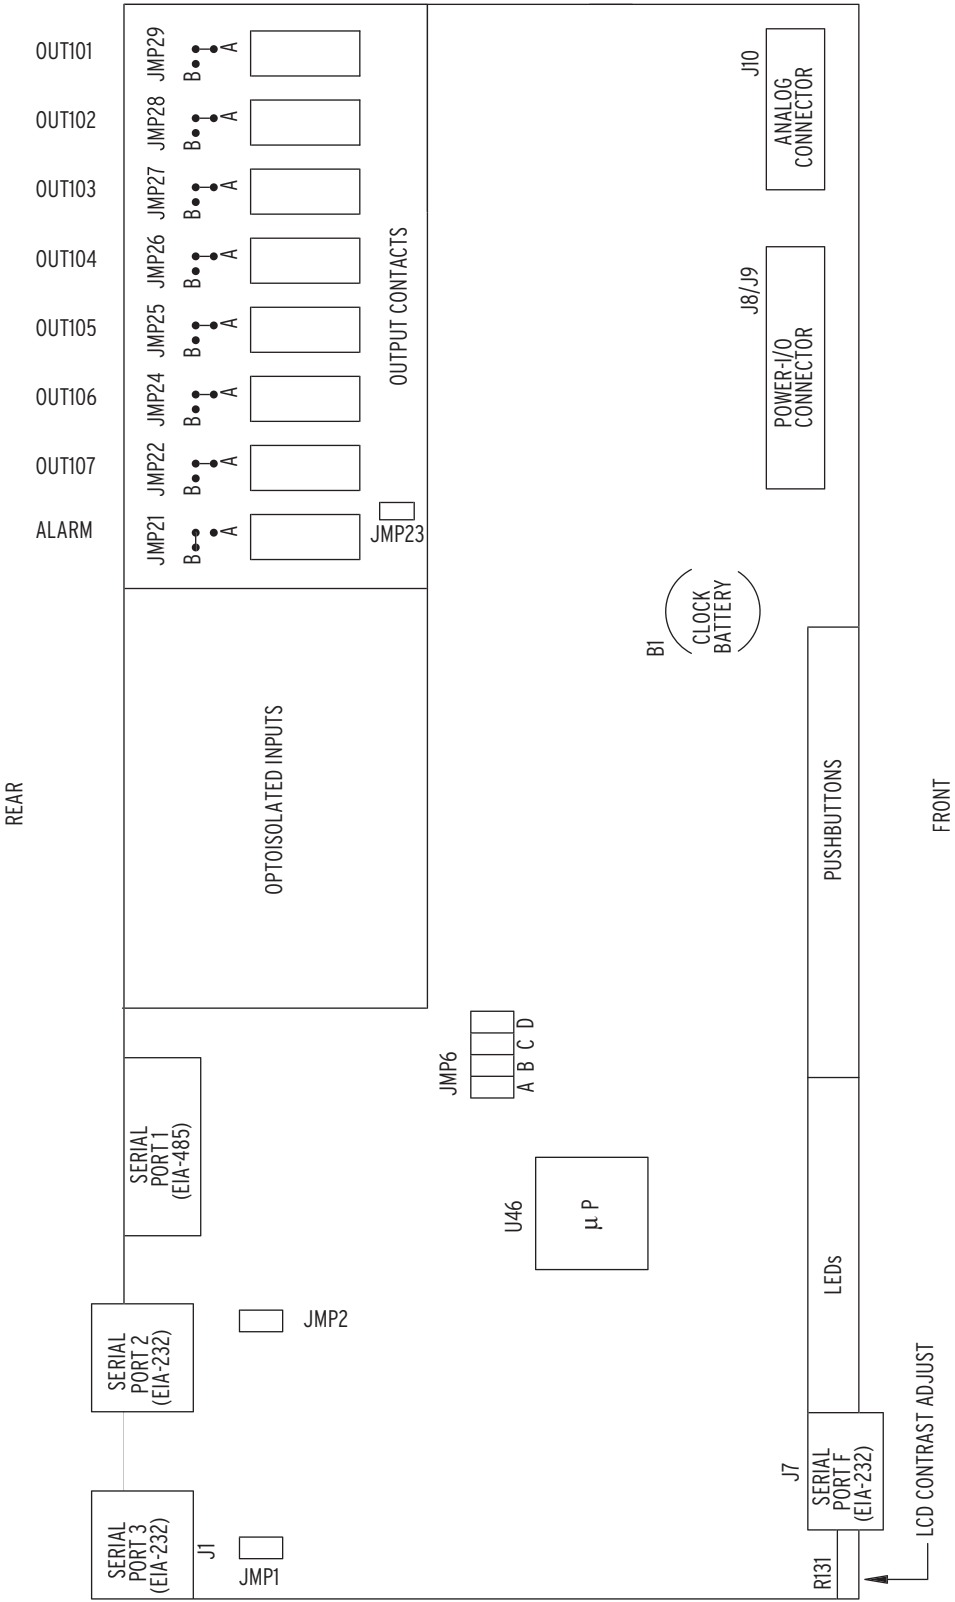 REAR
OUT101
OUT102
OUT103
OUT104
OUT105
OUT106
OUT107
ALARM
JMP29
B
A
JMP28
B
A
JMP27
B
A
JMP26
B
A
JMP25
B
A
JMP24
B
A
JMP22
B
A
JMP21
B
A
JMP23
OUTPUT CONTACTS
J10
ANALOG
CONNECTOR
J8/J9
POWER-I/O
CONNECTOR
B1
CLOCK
BATTERY
OPTOISOLATED INPUTS
PUSHBUTTONS
FRONT
JMP6
A B C D
SERIAL
PORT 1
(EIA-485)
U46
µ P
LEDs
SERIAL
PORT 2
(EIA-232)
JMP2
SERIAL
PORT 3
(EIA-232)
J1
JMP1
J7
SERIAL
PORT F
(EIA-232)
R131
LCD CONTRAST ADJUST